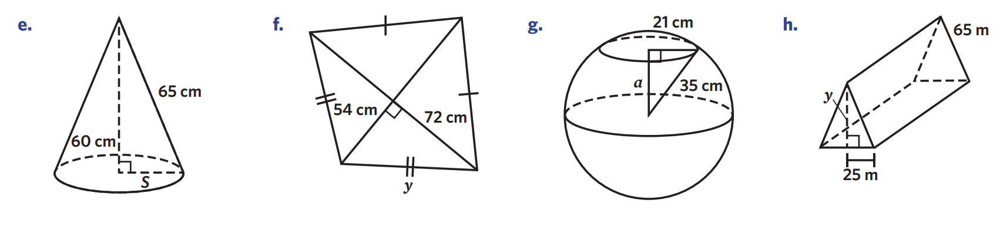 e.
65 cm
60 cm
S
f.
54 cm
72 cm
y
g.
21 cm
a
35 cm
h.
65 m
y
25 m